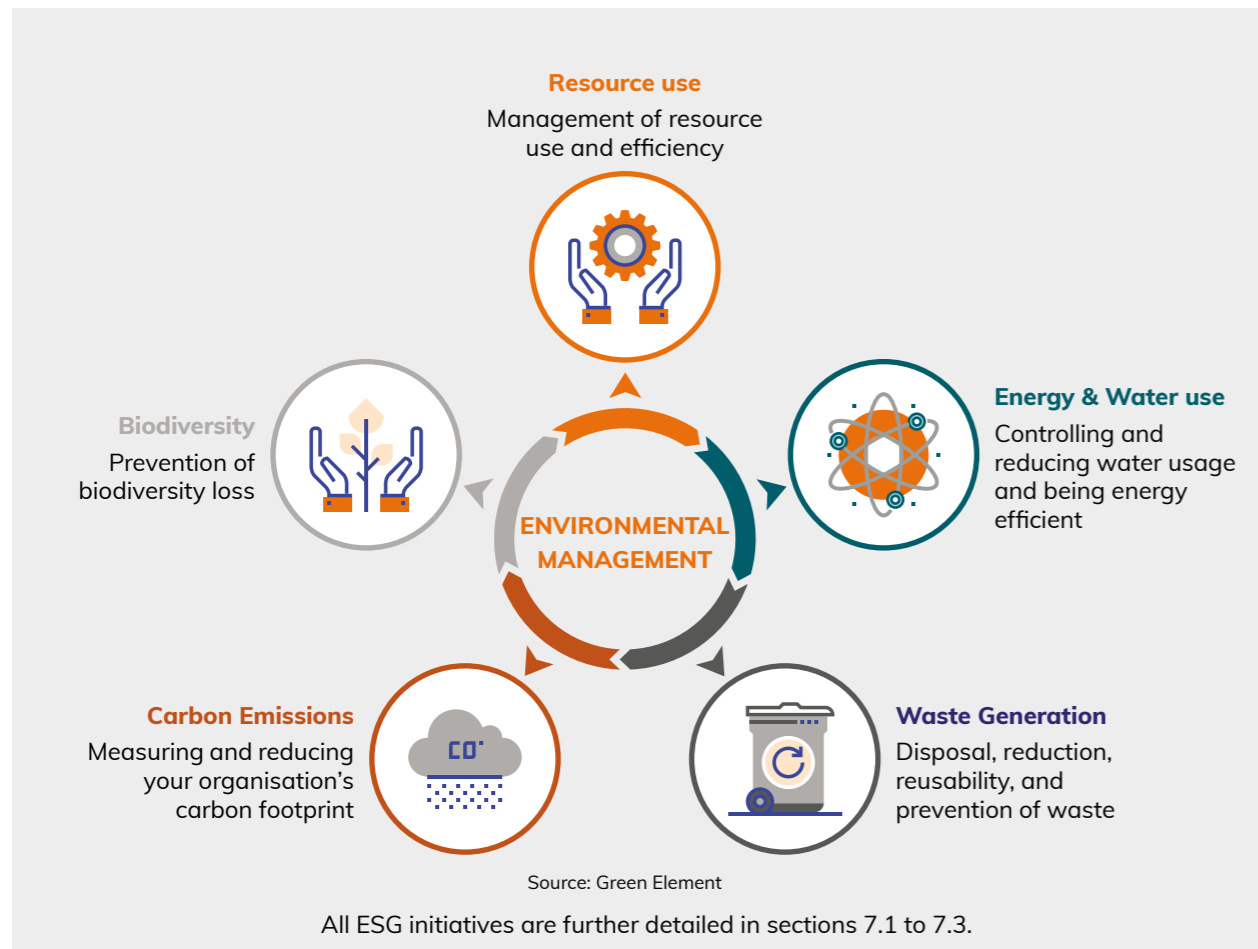 Resource use
Management of resource
use and efficiency
Energy & Water use
Controlling and
reducing water usage
and being energy
efficient
Biodiversity
Prevention of
biodiversity loss
ENVIRONMENTAL
MANAGEMENT
Carbon Emissions
Measuring and reducing
your organisation's
carbon footprint
CO
Waste Generation
Disposal, reduction,
reusability, and
prevention of waste
Source: Green Element
All ESG initiatives are further detailed in sections 7.1 to 7.3.